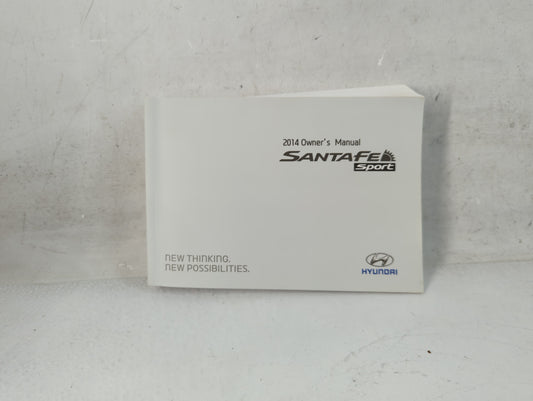 2014 Owner's Manual
SANTA FE
Sport
NEW THINKING.
NEW POSSIBILITIES.
HYUNDAI